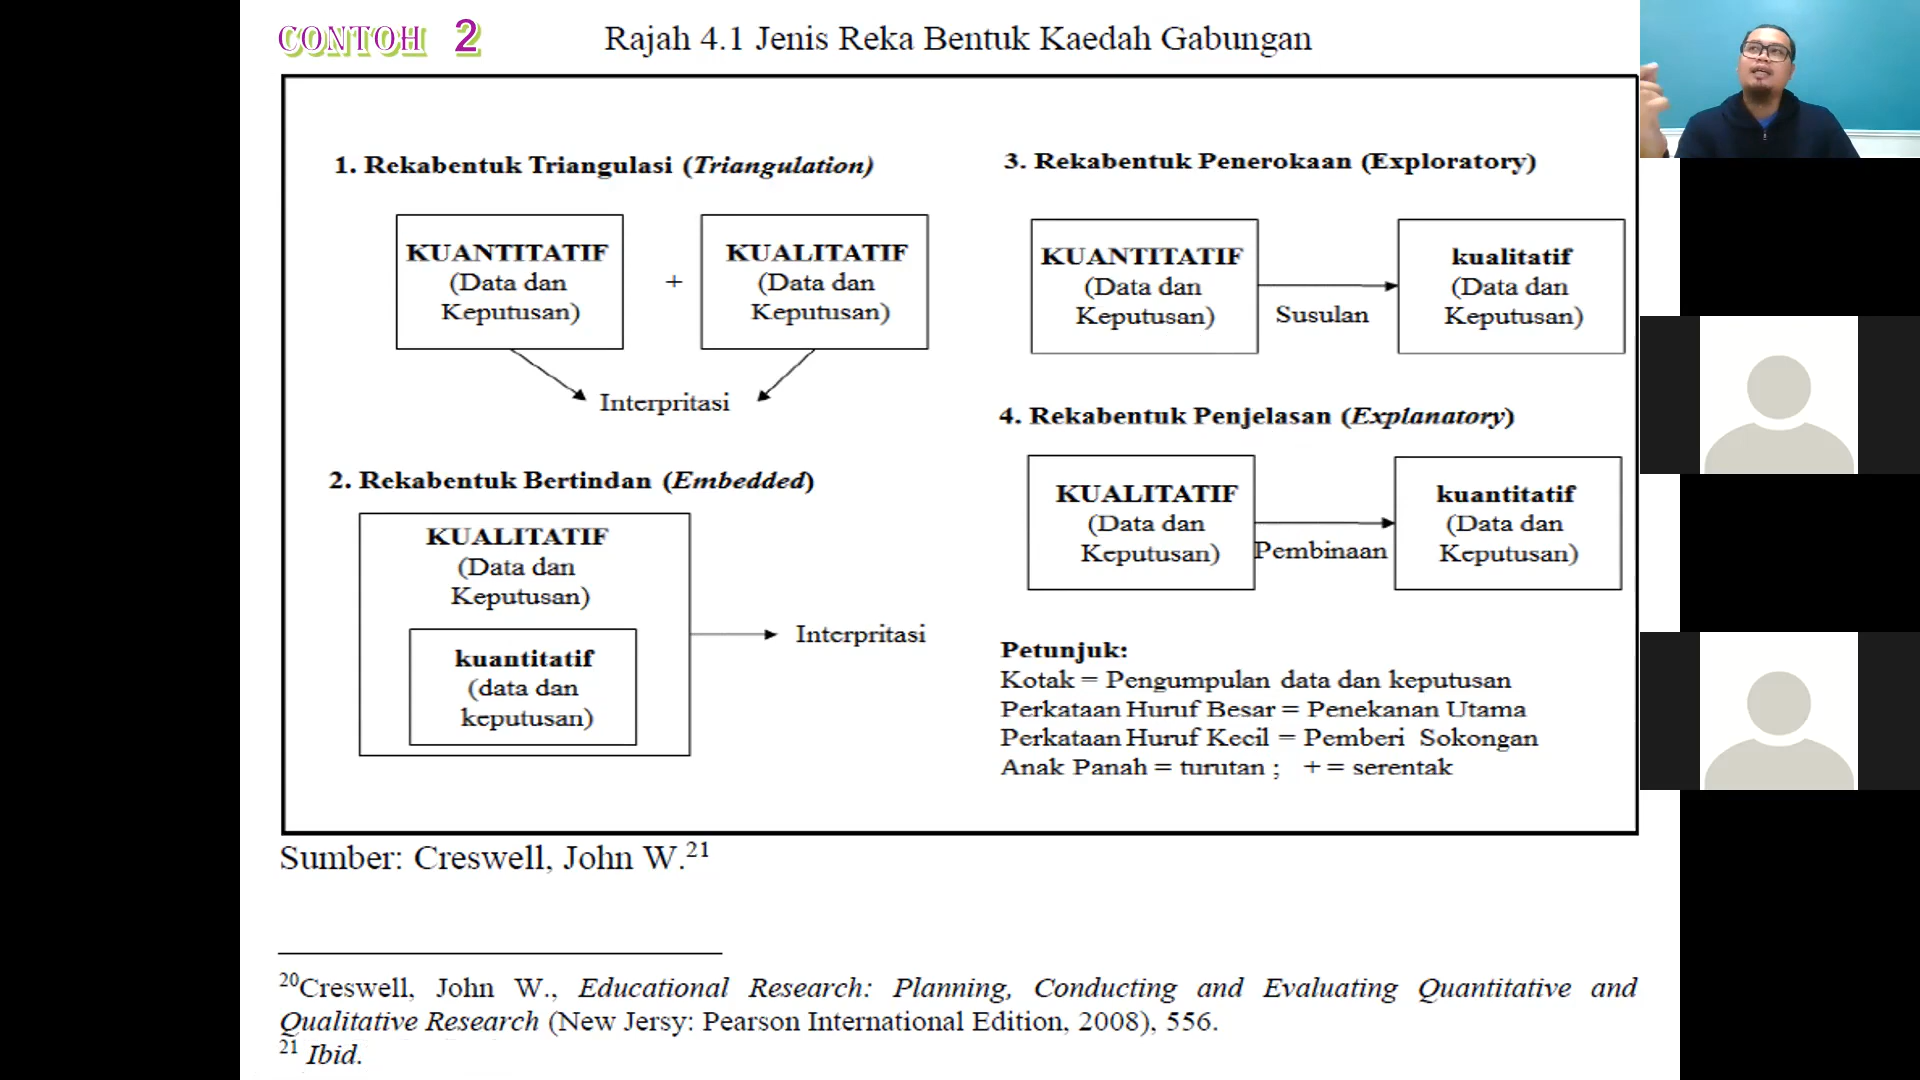 CONTOH 2
Rajah 4.1 Jenis Reka Bentuk Kaedah Gabungan
1. Rekabentuk Triangulasi (Triangulation)
KUANTITATIF
(Data dan
Keputusan)
+
KUALITATIF
(Data dan
Keputusan)
Interpritasi
2. Rekabentuk Bertindan (Embedded)
KUALITATIF
(Data dan
Keputusan)
kuantitatif
(data dan
keputusan)
Interpritasi
3. Rekabentuk Penerokaan (Exploratory)
KUANTITATIF
(Data dan
Keputusan)
Susulan
kualitatif
(Data dan
Keputusan)
4. Rekabentuk Penjelasan (Explanatory)
KUALITATIF
(Data dan
Keputusan)
Pembinaan
kuantitatif
(Data dan
Keputusan)
Petunjuk:
Kotak = Pengumpulan data dan keputusan
Perkataan Huruf Besar = Penekanan Utama
Perkataan Huruf Kecil = Pemberi Sokongan
Anak Panah = turutan ; + = serentak
Sumber: Creswell, John W.21
20Creswell, John W., Educational Research: Planning, Conducting and Evaluating Quantitative and
Qualitative Research (New Jersy: Pearson International Edition, 2008), 556.
21 Ibid.